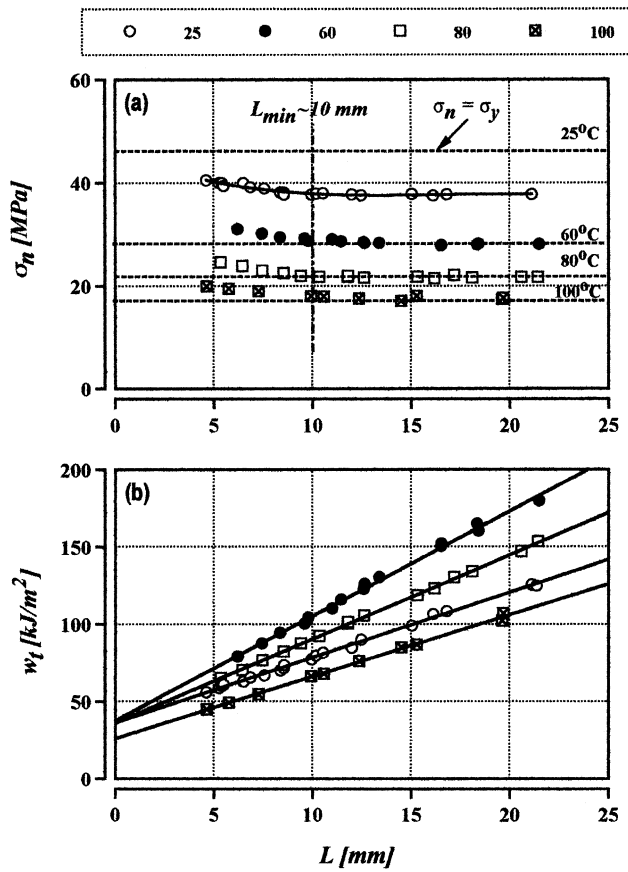 25 60 80 100
60
(a)
L_min~10 mm
σ_n = σ_y
25°C
40
σ_n [MPa]
60°C
80°C
20
100°C
0
0 5 10 15 20 25
200
(b)
150
w_t [kJ/m²]
100
50
0
0 5 10 15 20 25
L [mm]